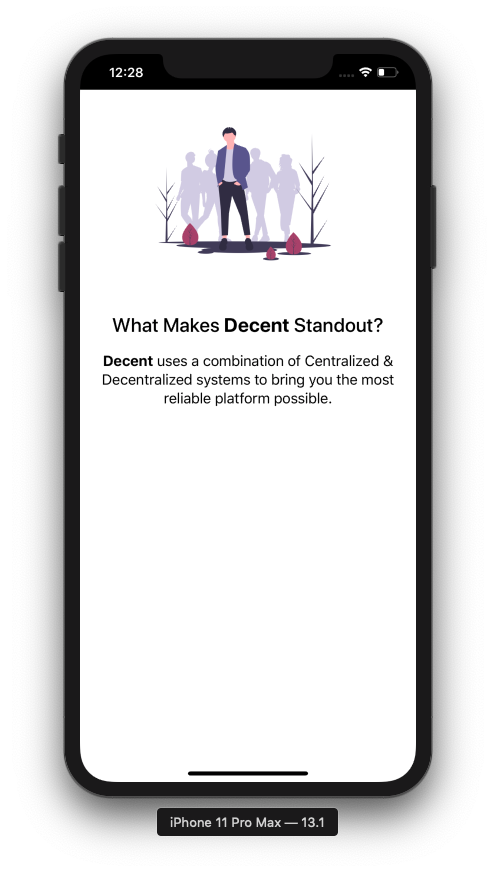 12:28
What Makes Decent Standout?
Decent uses a combination of Centralized &
Decentralized systems to bring you the most
reliable platform possible.
iPhone 11 Pro Max — 13.1